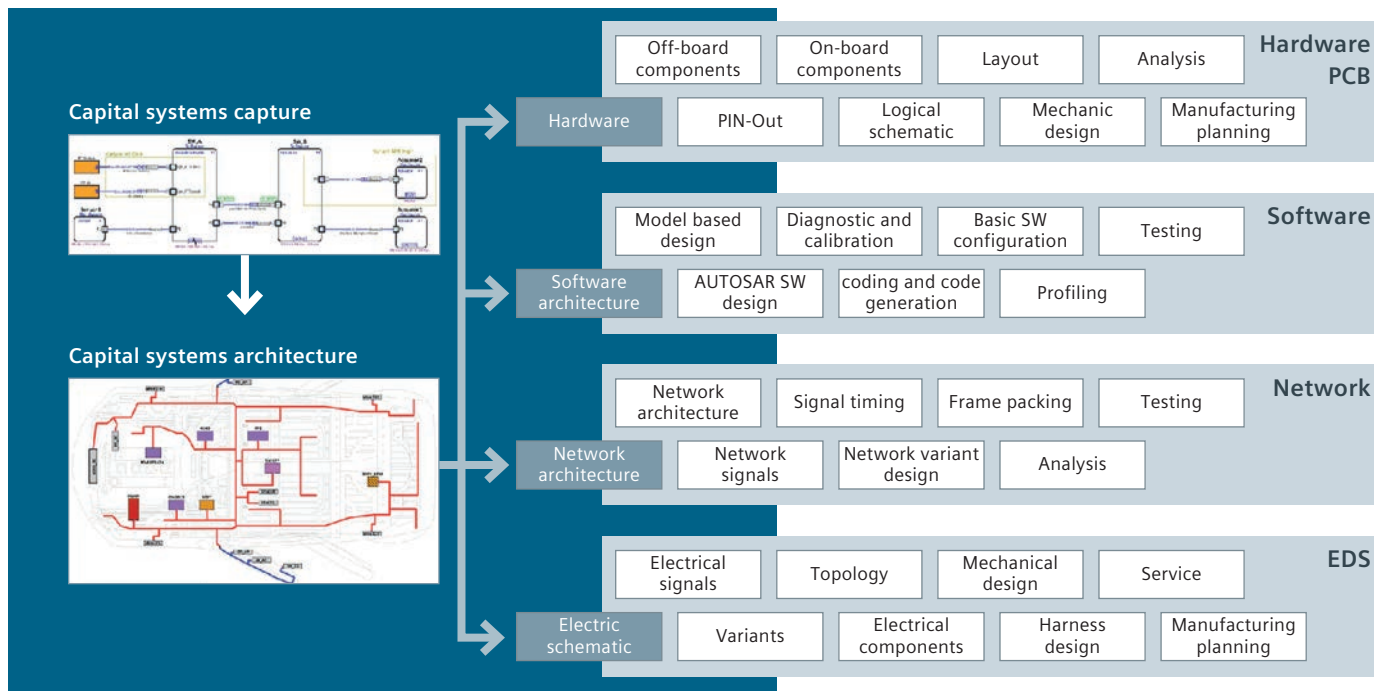 Capital systems capture
Capital systems architecture
Hardware
PCB
Off-board
components
On-board
components
Layout
Analysis
Hardware
PIN-Out
Logical
schematic
Mechanic
design
Manufacturing
planning
Software
Model based
design
Diagnostic and
calibration
Basic SW
configuration
Testing
Software
architecture
AUTOSAR SW
design
coding and code
generation
Profiling
Network
Network
architecture
Signal timing
Frame packing
Testing
Network
architecture
Network
signals
Network variant
design
Analysis
EDS
Electrical
signals
Topology
Mechanical
design
Service
Electric
schematic
Variants
Electrical
components
Harness
design
Manufacturing
planning